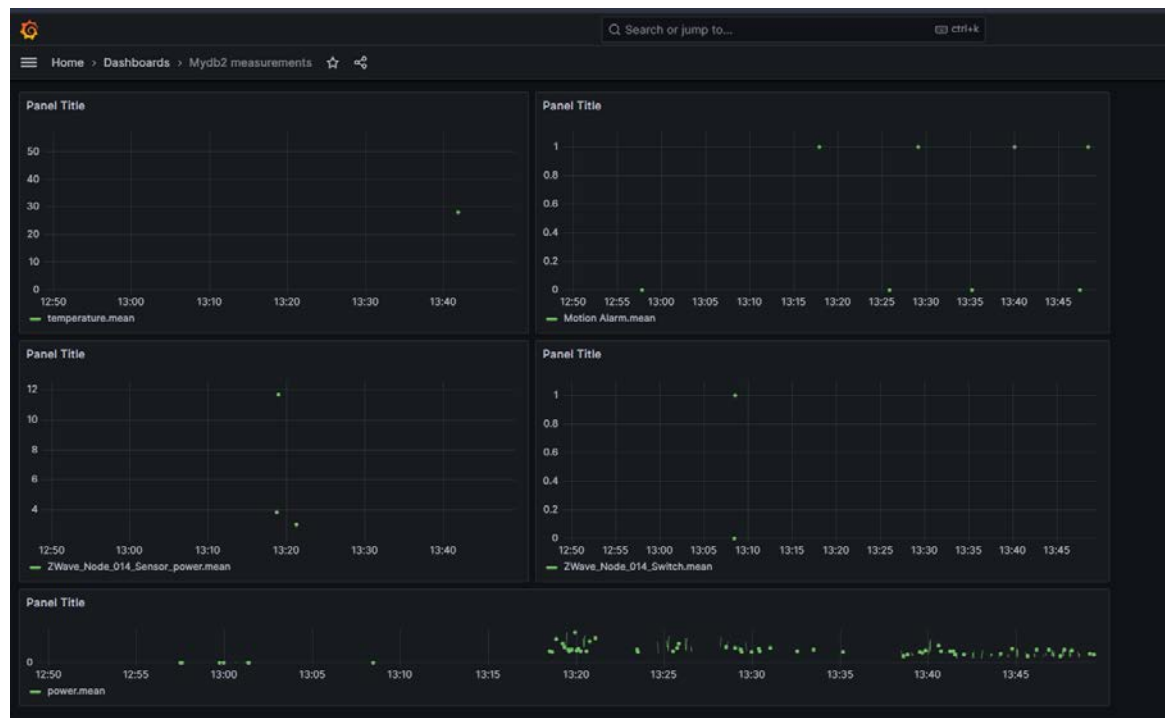 Search or jump to... ctrl+k
Home > Dashboards > Mydb2 measurements
Panel Title
50
40
30
20
10
0
12:50 13:00 13:10 13:20 13:30 13:40
temperature.mean
Panel Title
1
0.8
0.6
0.4
0.2
0
12:50 12:55 13:00 13:05 13:10 13:15 13:20 13:25 13:30 13:35 13:40 13:45
Motion Alarm.mean
Panel Title
12
10
8
6
4
12:50 13:00 13:10 13:20 13:30 13:40
ZWave_Node_014_Sensor_power.mean
Panel Title
1
0.8
0.6
0.4
0.2
0
12:50 12:55 13:00 13:05 13:10 13:15 13:20 13:25 13:30 13:35 13:40 13:45
ZWave_Node_014_Switch.mean
Panel Title
0
12:50 12:55 13:00 13:05 13:10 13:15 13:20 13:25 13:30 13:35 13:40 13:45
power.mean